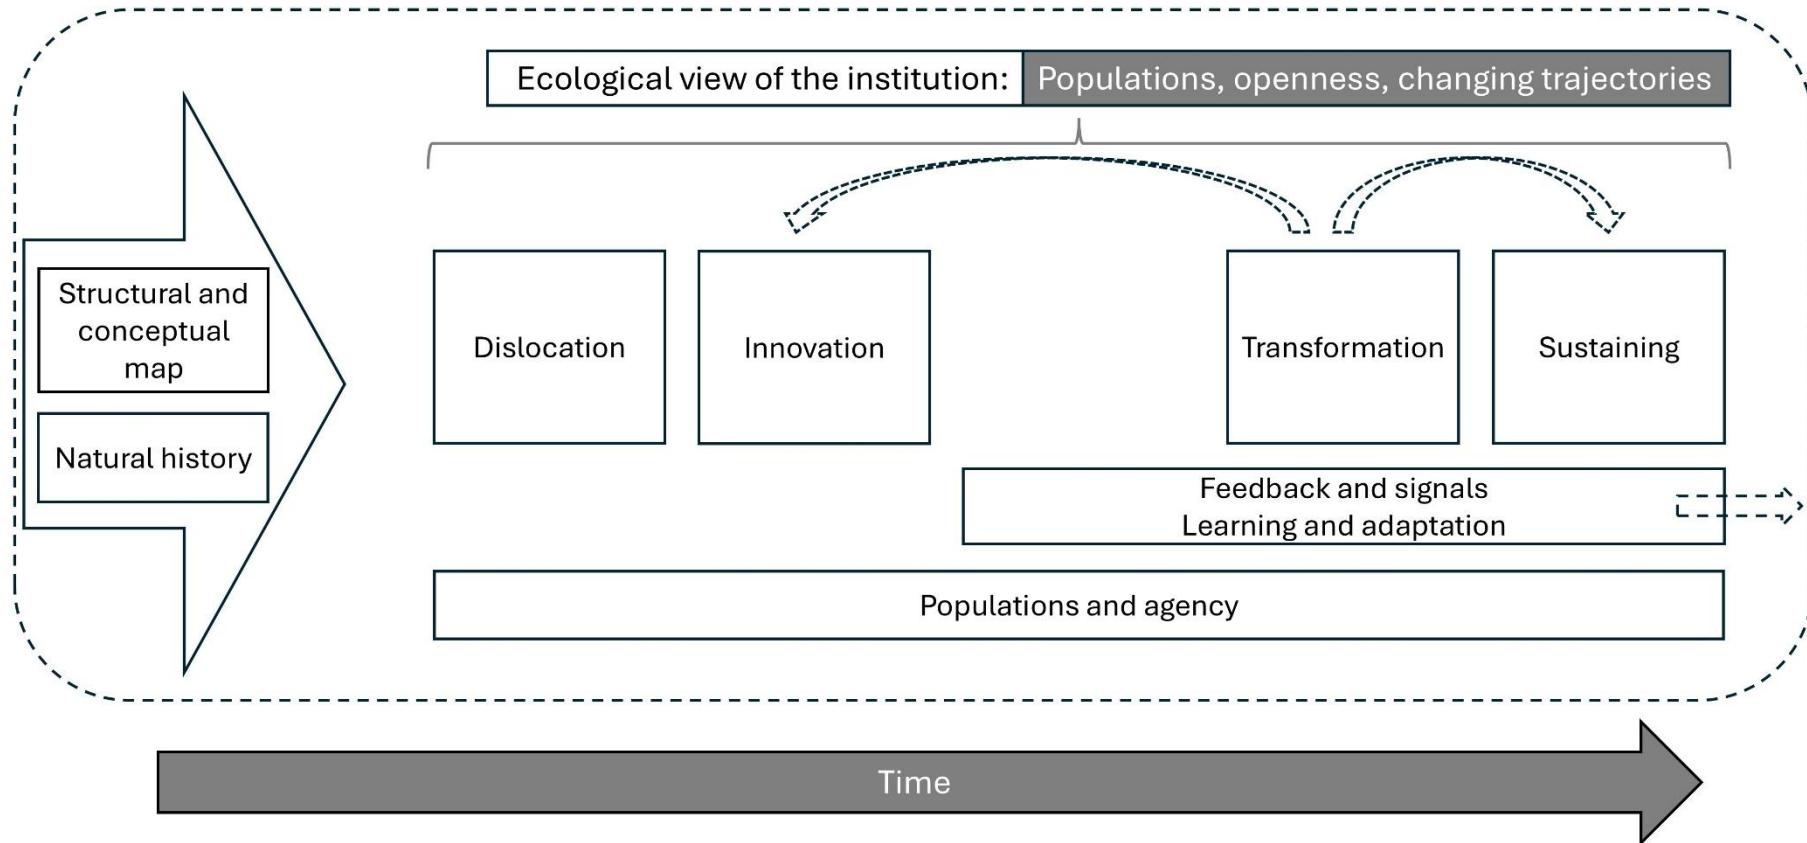 Ecological view of the institution: Populations, openness, changing trajectories
Structural and
conceptual
map
Natural history
Dislocation
Innovation
Transformation
Sustaining
Feedback and signals
Learning and adaptation
Populations and agency
Time